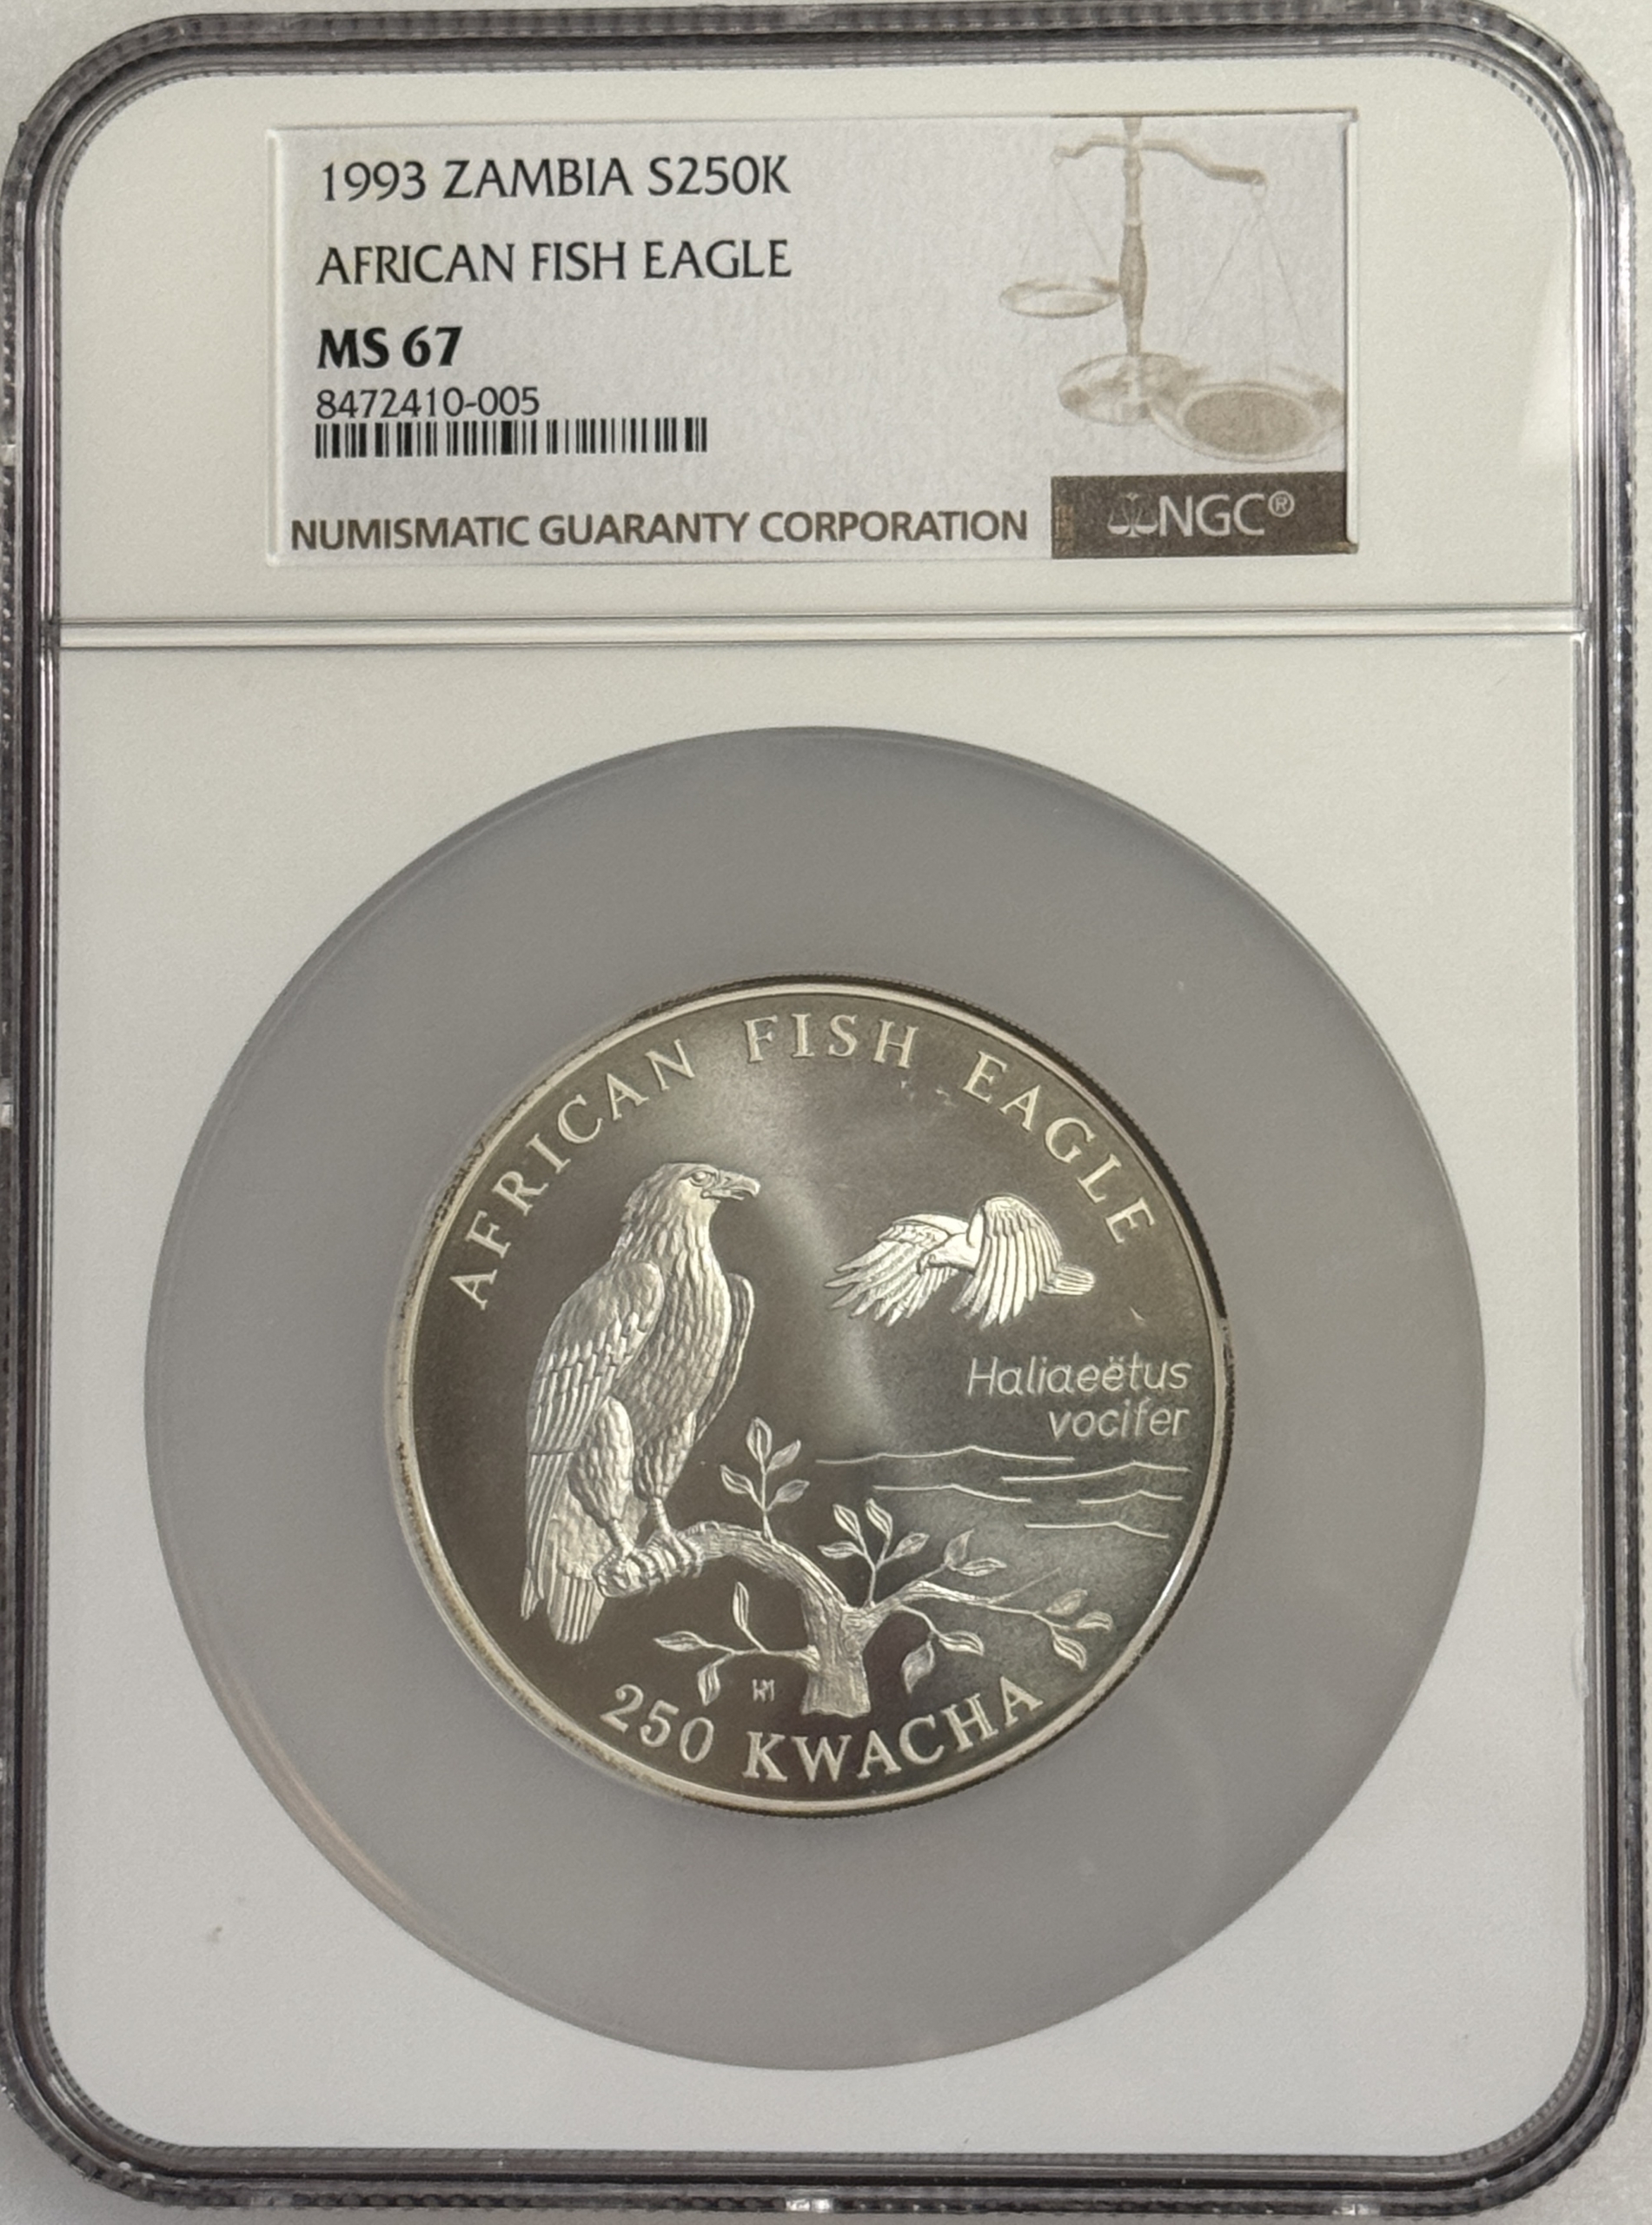 1993 ZAMBIA S250K
AFRICAN FISH EAGLE
MS 67
8472410-005
NUMISMATIC GUARANTY CORPORATION
NGC®
AFRICAN FISH EAGLE
Haliaeëtus
vocifer
250 KWACHA